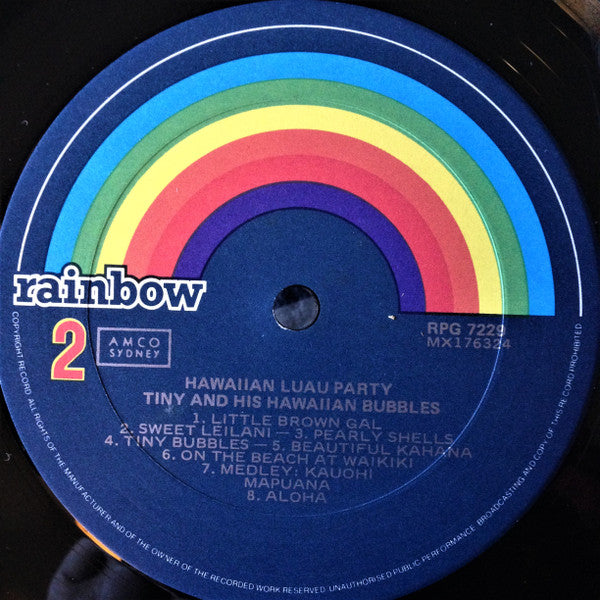 rainbow
2
AMCO
SYDNEY
RPG 7229
MX176324
HAWAIIAN LUAU PARTY
TINY AND HIS HAWAIIAN BUBBLES
1. LITTLE BROWN GAL
2. SWEET LEILANI — 3. PEARLY SHELLS
4. TINY BUBBLES — 5. BEAUTIFUL KAHANA
6. ON THE BEACH AT WAIKIKI
7. MEDLEY: KAUOHI
MAPUANA
8. ALOHA
COPYRIGHT RECORD. ALL RIGHTS OF THE MANUFACTURER AND OF THE OWNER OF THE RECORDED WORK RESERVED. UNAUTHORISED PUBLIC PERFORMANCE, BROADCASTING AND COPY OF THIS RECORD PROHIBITED